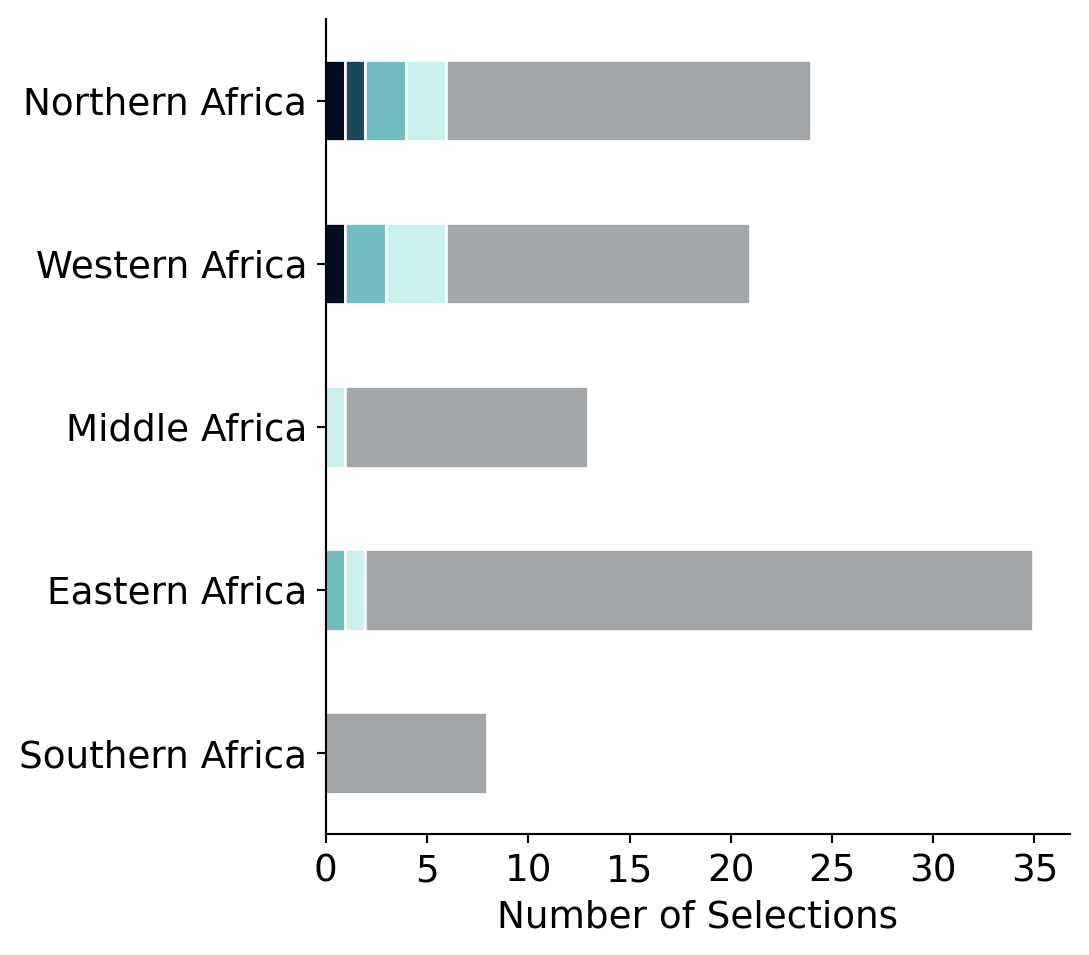 Northern Africa
Western Africa
Middle Africa
Eastern Africa
Southern Africa
0 5 10 15 20 25 30 35
Number of Selections